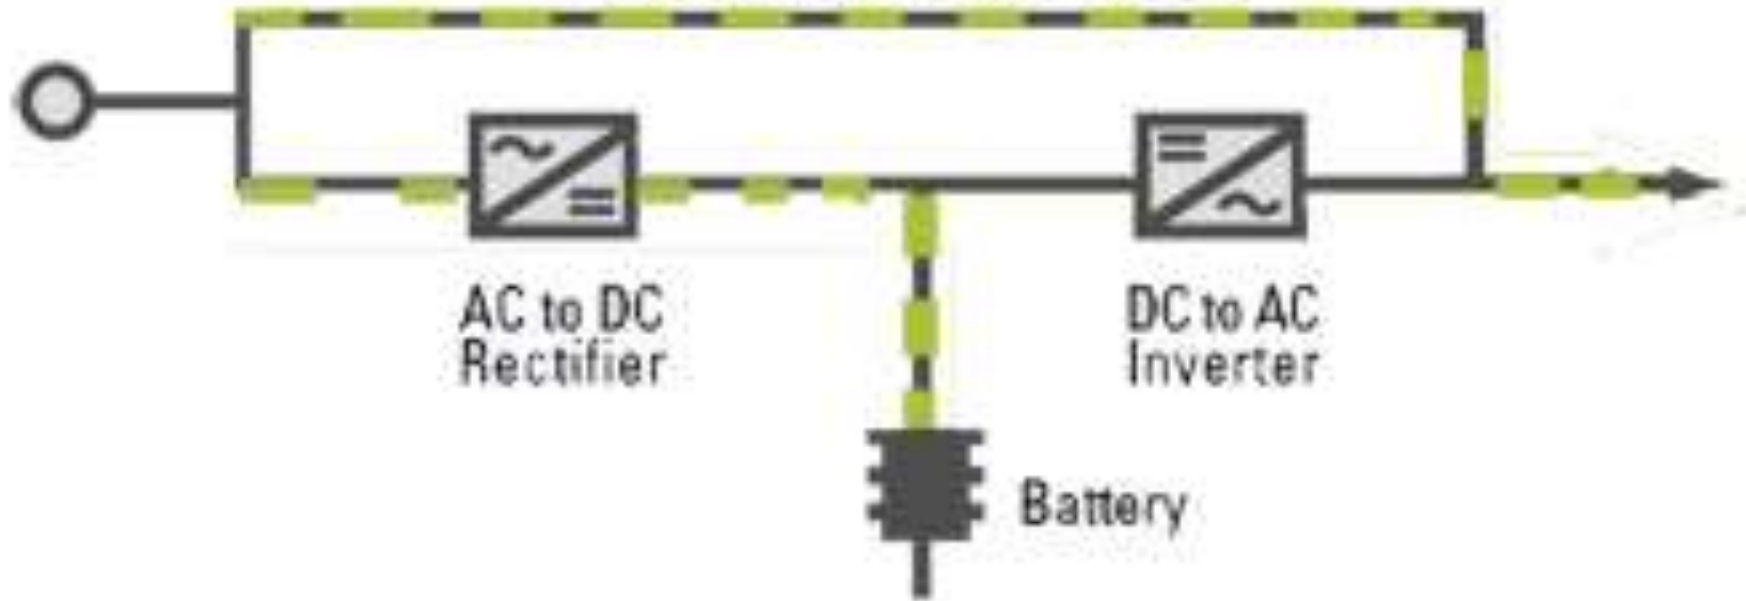 AC to DC
Rectifier
DC to AC
Inverter
Battery